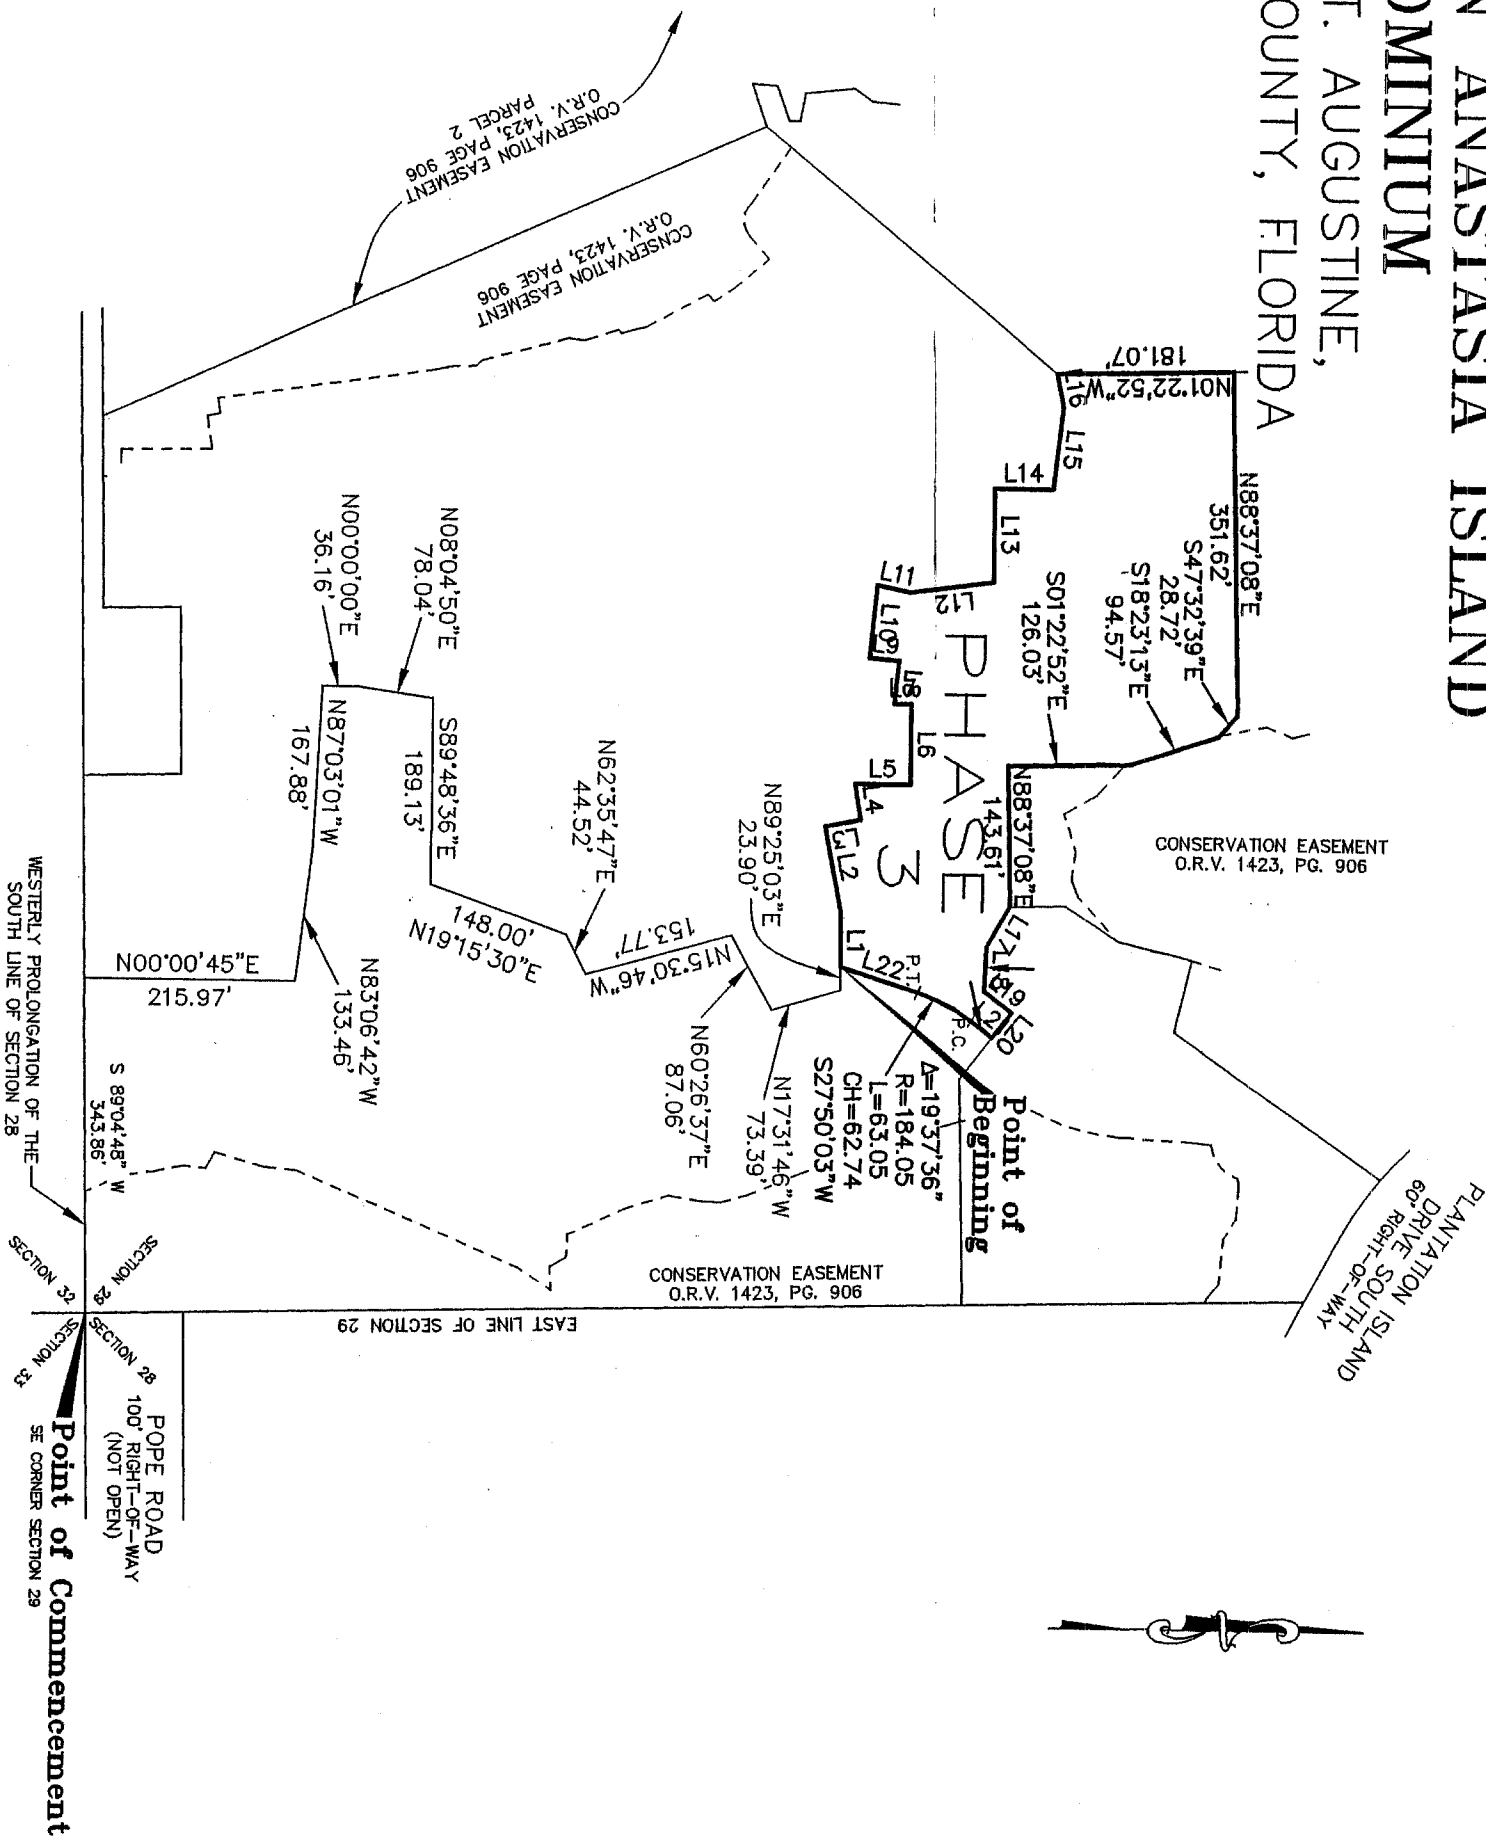 N ANASTASIA ISLAND
OMINIUM
T. AUGUSTINE,
OUNTY, FLORIDA
N88°37'08"E
351.62'
S47°32'39"E
28.72'
S18°23'13"E
94.57'
S01°22'52"E
126.03'
N01°22'52"W
181.07'
L16
L15
L14
L13
L12
L11
L10
L9
L8
L6
L5
L4
L3
L2
L1
PHASE
3
N88°37'08"E
143.61'
L17
L18
L19
L20
L21
L22
P.T.
P.C.
CONSERVATION EASEMENT
O.R.V. 1423, PG. 906
PLANTATION ISLAND
DRIVE SOUTH
60' RIGHT-OF-WAY
Point of
Beginning
Δ=19°37'36"
R=184.05
L=63.05
CH=62.74
S27°50'03"W
N89°25'03"E
23.90'
N17°31'46"W
73.39'
N60°26'37"E
87.06'
N15°30'46"W
153.77'
N62°35'47"E
44.52'
148.00'
N19°15'30"E
S89°48'36"E
189.13'
N08°04'50"E
78.04'
N00°00'00"E
36.16'
N87°03'01"W
167.88'
N83°06'42"W
133.46'
N00°00'45"E
215.97'
S 89°04'48" W
343.86'
WESTERLY PROLONGATION OF THE
SOUTH LINE OF SECTION 28
CONSERVATION EASEMENT
O.R.V. 1423, PAGE 906
PARCEL 2
CONSERVATION EASEMENT
O.R.V. 1423, PAGE 906
CONSERVATION EASEMENT
O.R.V. 1423, PG. 906
EAST LINE OF SECTION 29
SECTION 29
SECTION 32
SECTION 28
SECTION 33
POPE ROAD
100' RIGHT-OF-WAY
(NOT OPEN)
Point of Commencement
SE CORNER SECTION 29